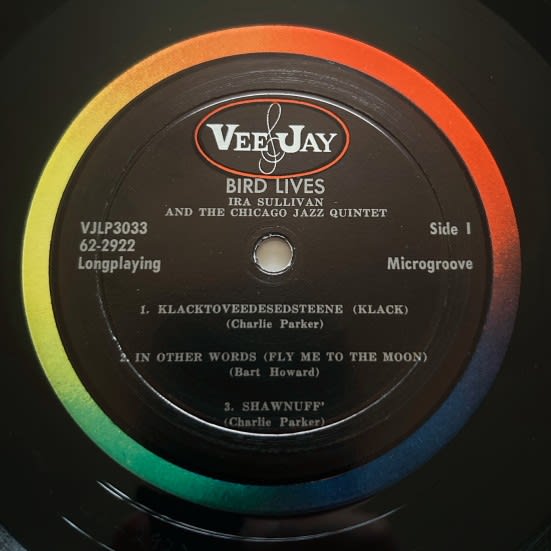 VEE JAY
BIRD LIVES
IRA SULLIVAN
AND THE CHICAGO JAZZ QUINTET
VJLP3033
62-2922
Longplaying
Side 1
Microgroove
1. KLACKTOVEEDESEDSTEENE (KLACK)
(Charlie Parker)
2. IN OTHER WORDS (FLY ME TO THE MOON)
(Bart Howard)
3. SHAWNUFF'
(Charlie Parker)